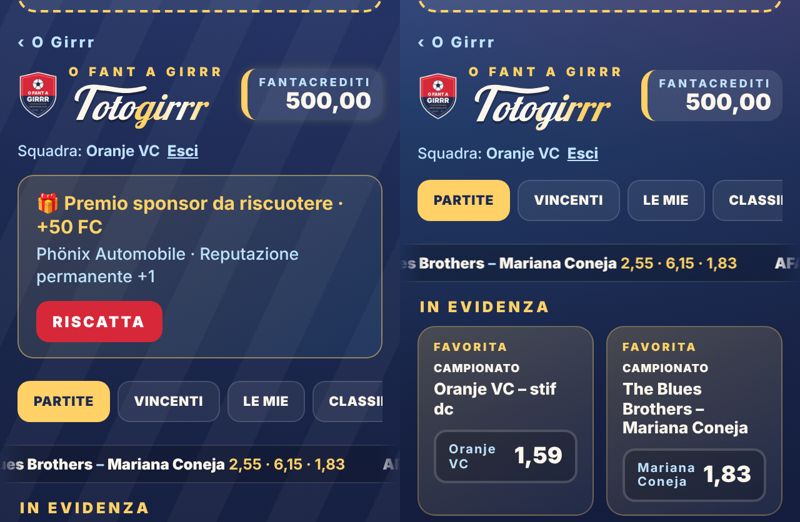 ‹ O Girrr
O FANT A GIRRR
O FANT A
GIRRR
Totogirrr
FANTACREDITI
500,00
Squadra: Oranje VC Esci
🎁 Premio sponsor da riscuotere ·
+50 FC
Phönix Automobile · Reputazione
permanente +1
RISCATTA
PARTITE
VINCENTI
LE MIE
CLASSI
ues Brothers – Mariana Coneja 2,55 · 6,15 · 1,83
IN EVIDENZA
‹ O Girrr
O FANT A GIRRR
O FANT A
GIRRR
Totogirrr
FANTACREDITI
500,00
Squadra: Oranje VC Esci
PARTITE
VINCENTI
LE MIE
CLASSI
es Brothers – Mariana Coneja 2,55 · 6,15 · 1,83
AF
IN EVIDENZA
FAVORITA
CAMPIONATO
Oranje VC – stif
dc
Oranje
VC
1,59
FAVORITA
CAMPIONATO
The Blues
Brothers –
Mariana Coneja
Mariana
Coneja
1,83